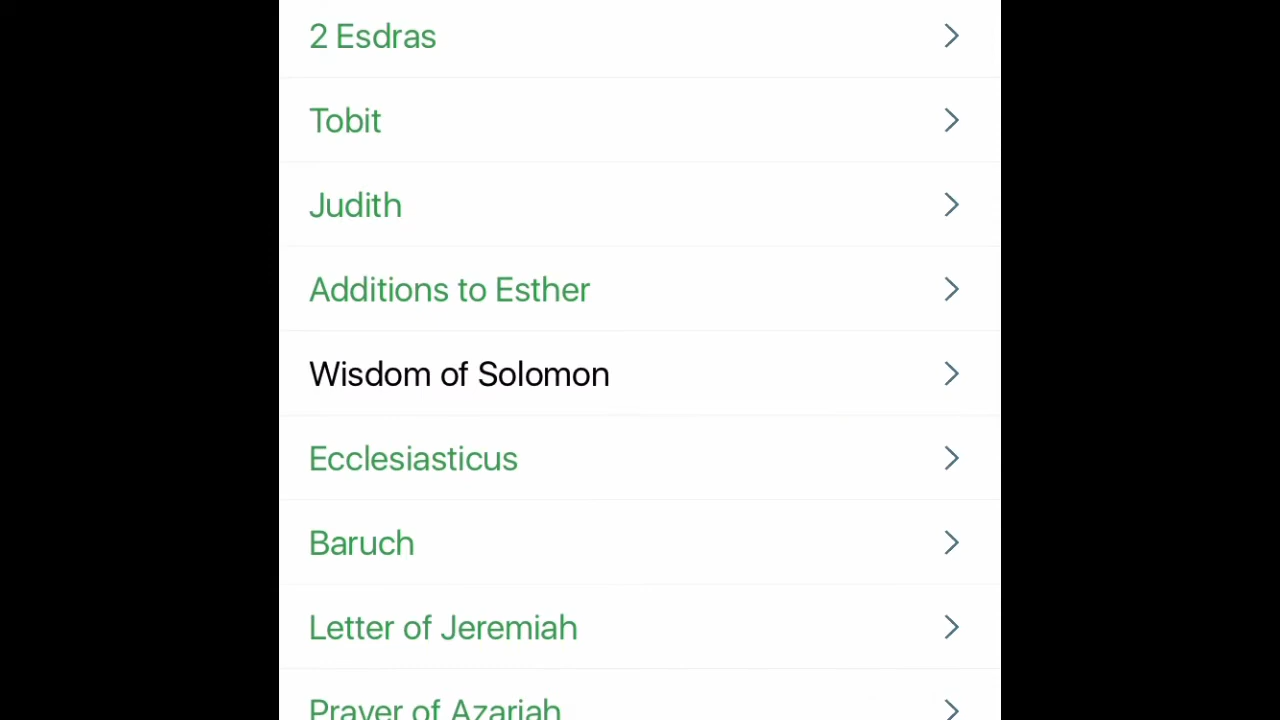 2 Esdras
Tobit
Judith
Additions to Esther
Wisdom of Solomon
Ecclesiasticus
Baruch
Letter of Jeremiah
Prayer of Azariah